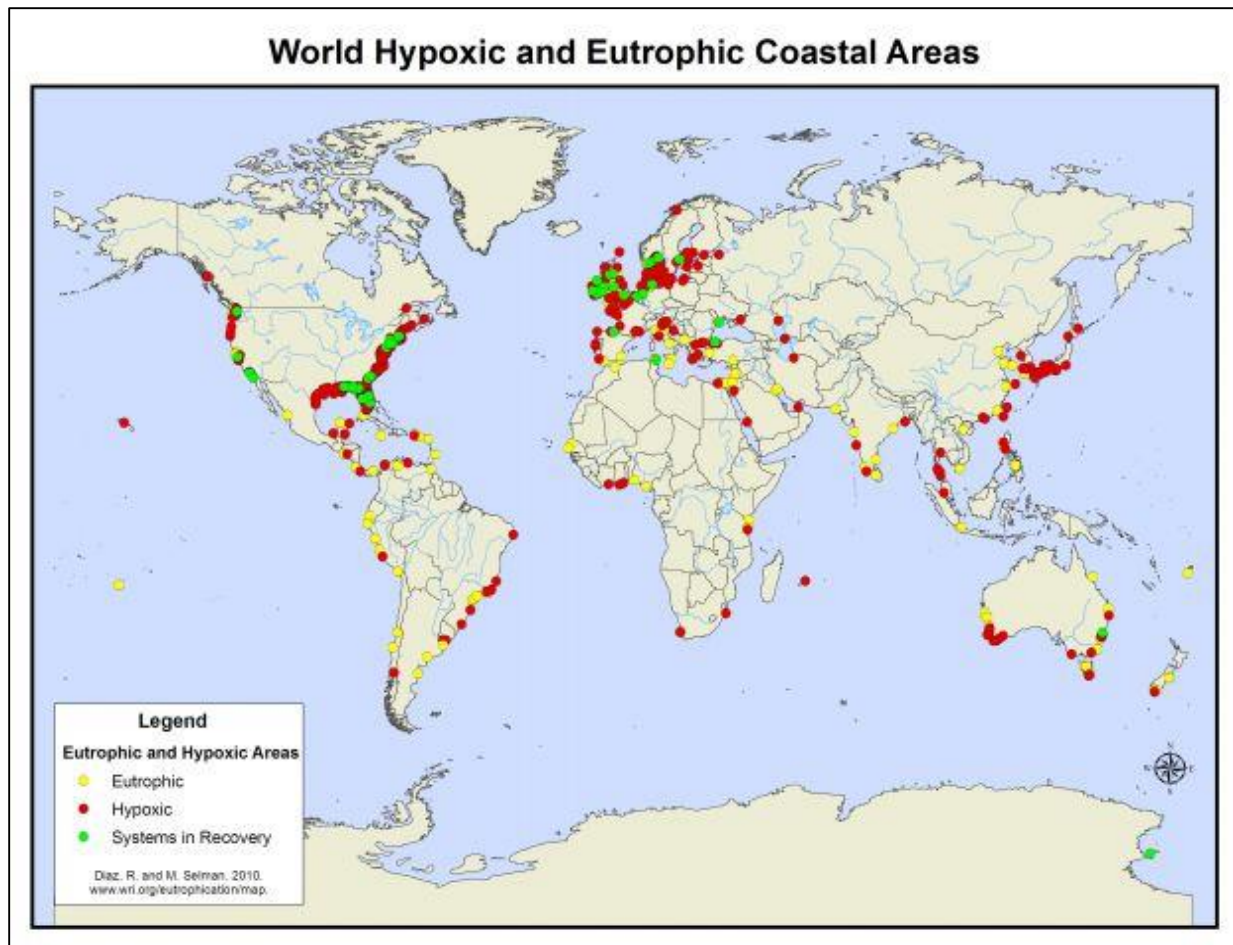 World Hypoxic and Eutrophic Coastal Areas
Legend
Eutrophic and Hypoxic Areas
Eutrophic
Hypoxic
Systems in Recovery
Diaz, R. and M. Selman. 2010.
www.wri.org/eutrophication/map.
N
W
E
S